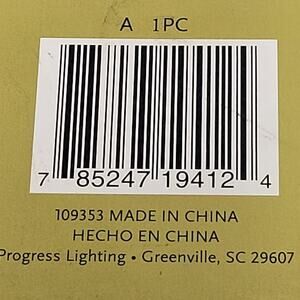 A 1PC
7 85247 19412 4
109353 MADE IN CHINA
HECHO EN CHINA
Progress Lighting • Greenville, SC 29607